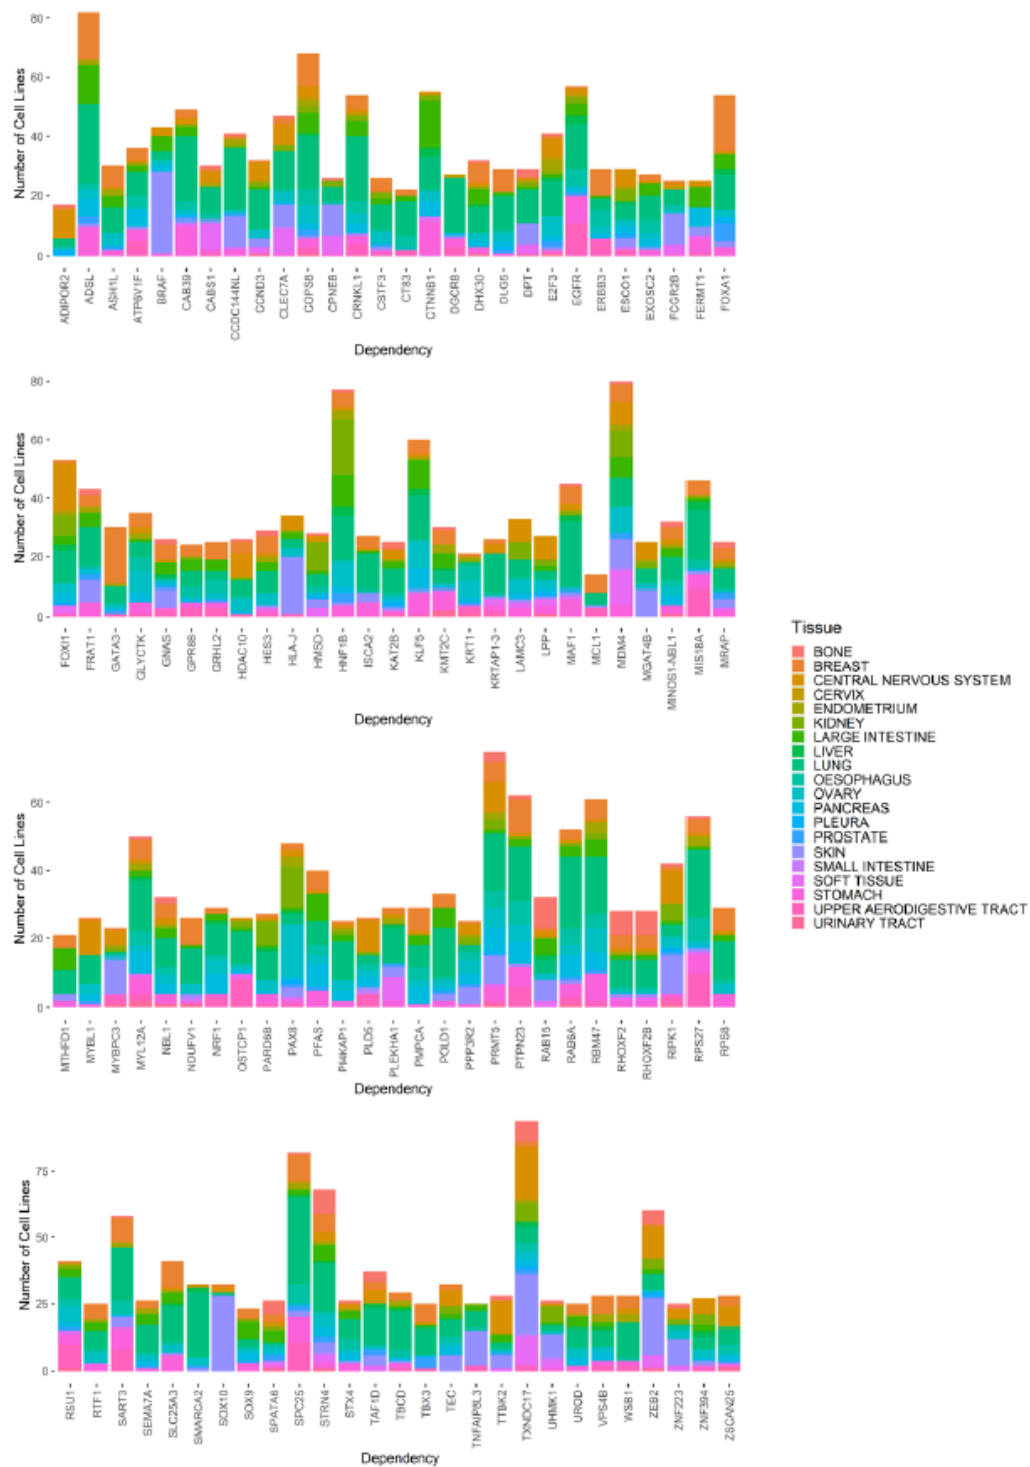 Number of Cell Lines
80
60
40
20
0
ADIPOR2
ADSL
ASH1L
ATP6V1F
BRAF
CAB39
CABS1
CCDC144NL
CCND3
CLEC7A
COPS8
CPNE8
CRNKL1
CSTF3
CT83
CTNNB1
DGCR8
DHX30
DLG5
DPT
E2F3
EGFR
ERBB3
ESCO1
EXOSC2
FCGR2B
FERMT1
FOXA1
Dependency
Number of Cell Lines
80
60
40
20
0
FOXI1
FRAT1
GATA3
GLYCTK
GNAS
GPR88
GRHL2
HDAC10
HES3
HLA-J
HMSD
HNF1B
ISCA2
KAT2B
KLF5
KMT2C
KRT1
KRTAP1-3
LAMC3
LPP
MAF1
MCL1
MDM4
MGAT4B
MINOS1-NBL1
MIS18A
MRAP
Dependency
Number of Cell Lines
60
40
20
0
MTHFD1
MYBL1
MYBPC3
MYL12A
NBL1
NDUFV1
NRF1
OSTCP1
PARD6B
PAX8
PFAS
PI4KAP1
PLD5
PLEKHA1
PMPCA
POLD1
PPP3R2
PRMT5
PTPN23
RAB15
RAB6A
RBM47
RHOXF2
RHOXF2B
RIPK1
RPS27
RPS8
Dependency
Number of Cell Lines
75
50
25
0
RSU1
RTF1
SART3
SEMA7A
SLC25A3
SMARCA2
SOX10
SOX9
SPATA6
SPC25
STRN4
STX4
TAF1D
TBCD
TBX3
TEC
TNFAIP8L3
TTBK2
TXNDC17
UHMK1
UROD
VPS4B
WSB1
ZEB2
ZNF223
ZNF394
ZSCAN25
Dependency
Tissue
BONE
BREAST
CENTRAL NERVOUS SYSTEM
CERVIX
ENDOMETRIUM
KIDNEY
LARGE INTESTINE
LIVER
LUNG
OESOPHAGUS
OVARY
PANCREAS
PLEURA
PROSTATE
SKIN
SMALL INTESTINE
SOFT TISSUE
STOMACH
UPPER AERODIGESTIVE TRACT
URINARY TRACT